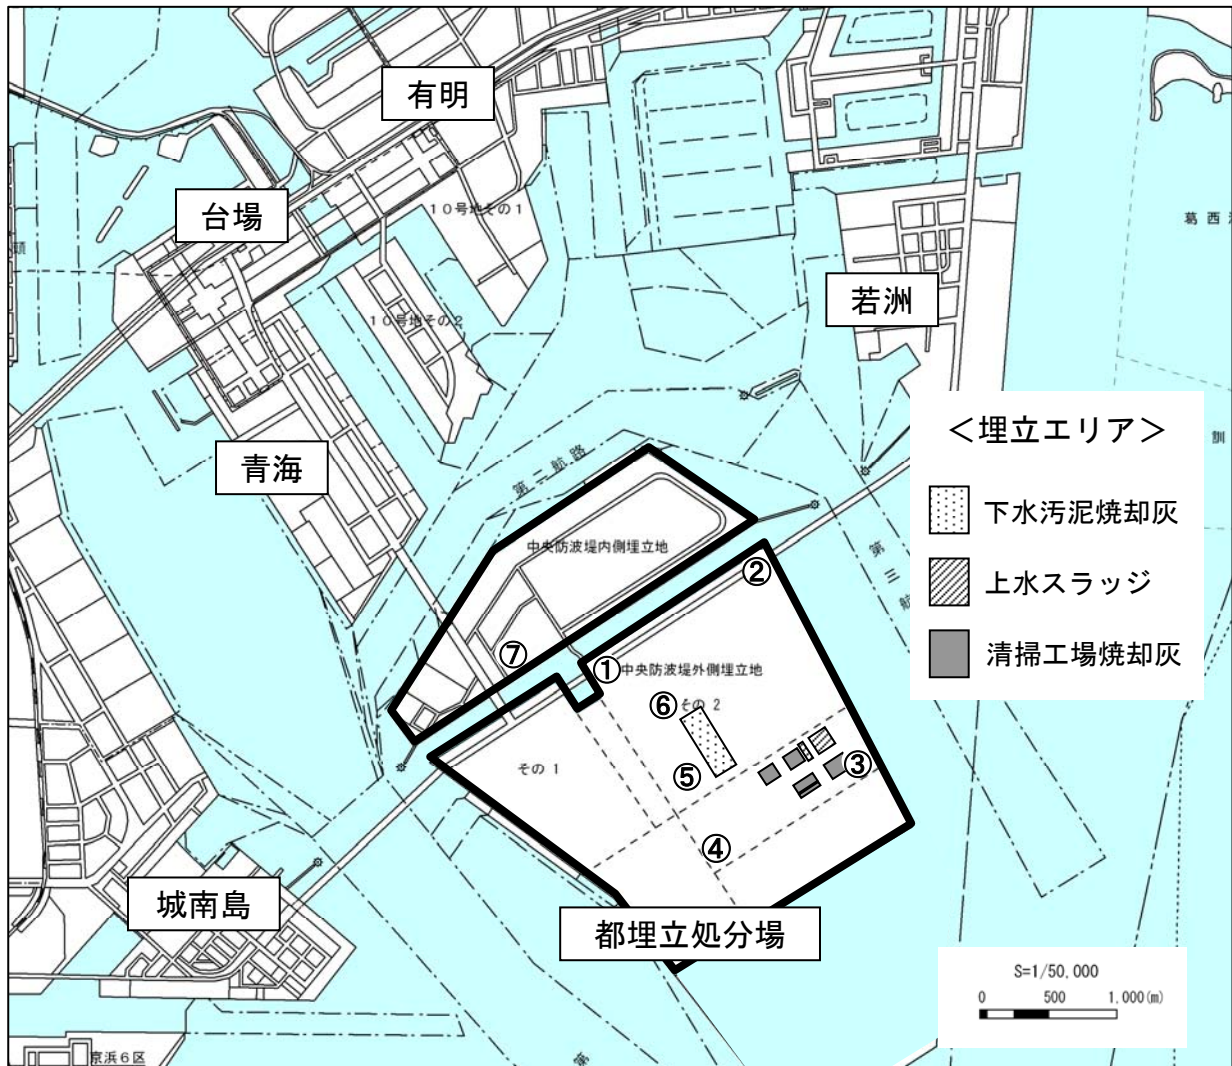 有明
台場
10号地その1
葛西
10号地その2
若洲
青海
第二航路
<埋立エリア>
下水汚泥焼却灰
上水スラッジ
清掃工場焼却灰
中央防波堤内側埋立地
第三航
②
⑦
①
中央防波堤外側埋立地
その2
⑥
その1
⑤
③
④
城南島
都埋立処分場
S=1/50,000
0 500 1,000(m)
京浜6区
第